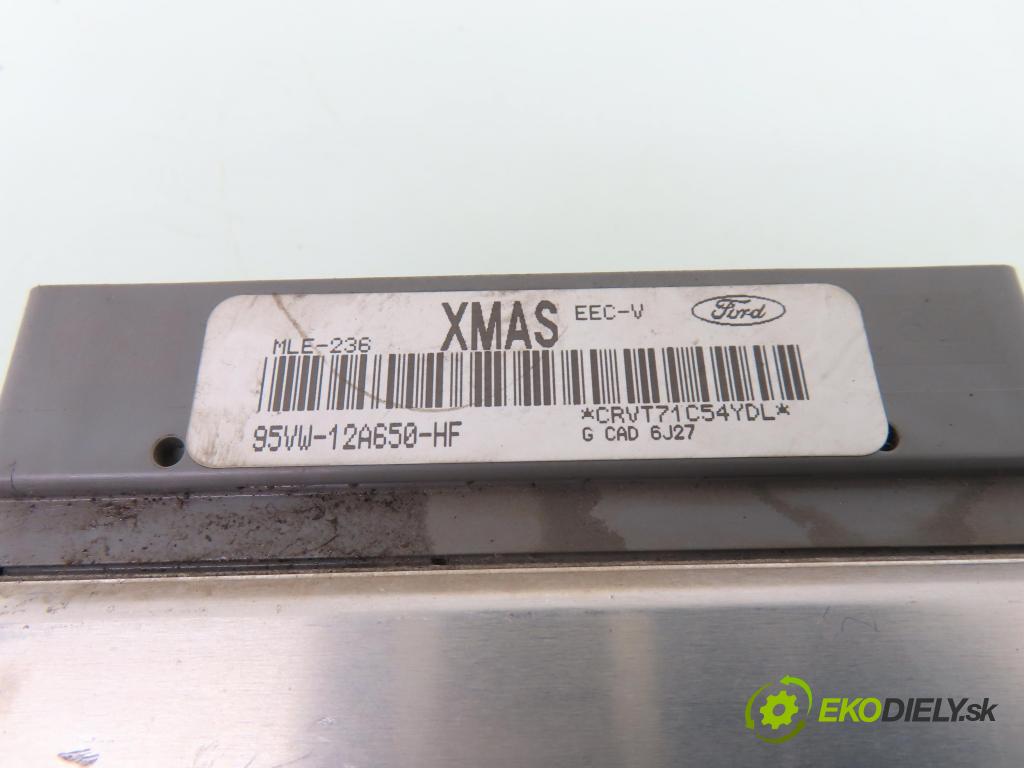 XMAS EEC-V Ford
MLE-236
*CRVT71C54YDL*
95VW-12A650-HF G CAD 6J27
EKODIELY.sk